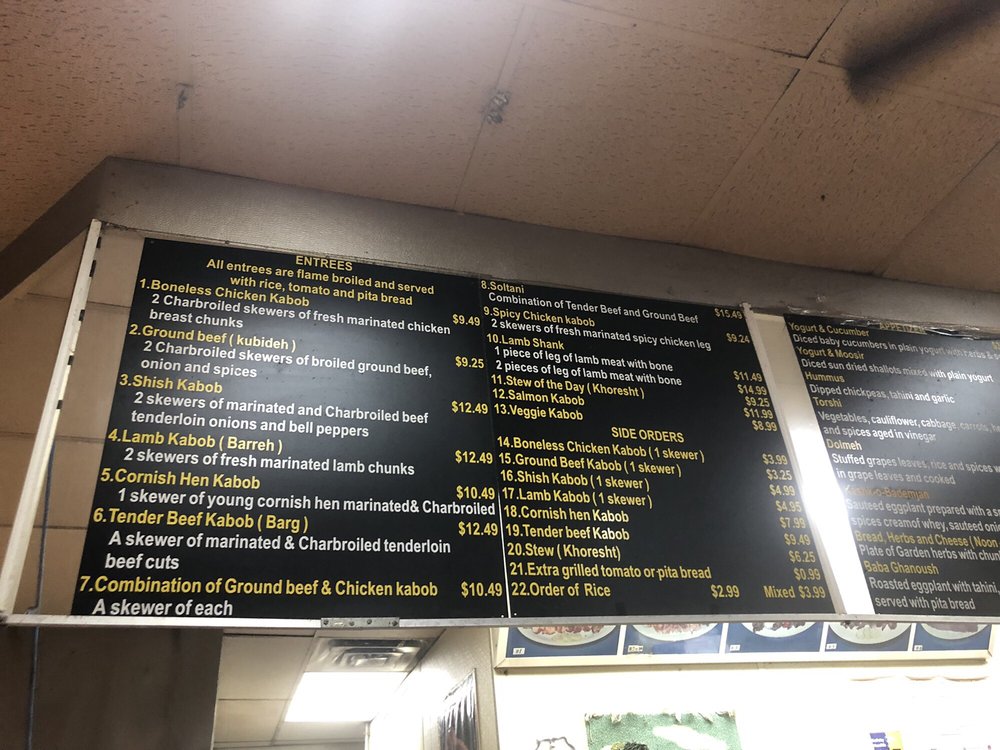 ENTREES
All entrees are flame broiled and served
with rice, tomato and pita bread
1.Boneless Chicken Kabob
2 Charbroiled skewers of fresh marinated chicken $9.49
breast chunks
2.Ground beef ( kubideh )
2 Charbroiled skewers of broiled ground beef, $9.25
onion and spices
3.Shish Kabob
2 skewers of marinated and Charbroiled beef $12.49
tenderloin onions and bell peppers
4.Lamb Kabob ( Barreh )
2 skewers of fresh marinated lamb chunks $12.49
5.Cornish Hen Kabob $10.49
1 skewer of young cornish hen marinated& Charbroiled
6.Tender Beef Kabob ( Barg ) $12.49
A skewer of marinated & Charbroiled tenderloin
beef cuts
7.Combination of Ground beef & Chicken kabob $10.49
A skewer of each
8.Soltani
Combination of Tender Beef and Ground Beef $15.49
9.Spicy Chicken kabob
2 skewers of fresh marinated spicy chicken leg $9.24
10.Lamb Shank
1 piece of leg of lamb meat with bone $11.49
2 pieces of leg of lamb meat with bone $14.99
11.Stew of the Day ( Khoresht ) $9.25
12.Salmon Kabob $11.99
13.Veggie Kabob $8.99
SIDE ORDERS
14.Boneless Chicken Kabob ( 1 skewer ) $3.99
15.Ground Beef Kabob ( 1 skewer ) $3.25
16.Shish Kabob ( 1 skewer ) $4.99
17.Lamb Kabob ( 1 skewer ) $4.95
18.Cornish hen Kabob $7.99
19.Tender beef Kabob $9.49
20.Stew ( Khoresht) $6.25
21.Extra grilled tomato or pita bread $0.99
22.Order of Rice $2.99 Mixed $3.99
Yogurt & Cucumber
Diced baby cucumbers in plain yogurt with herbs &
Yogurt & Moosir
Diced sun dried shallots mixed with plain yogurt
Hummus
Dipped chickpeas, tahini and garlic
Torshi
Vegetables, cauliflower, cabbage, carrots,
and spices aged in vinegar
Dolmeh
Stuffed grapes leaves, rice and spices
in grape leaves and cooked
Sauteed eggplant prepared with a
spices creamof whey, sauteed
Bread, Herbs and Cheese ( Noon
Plate of Garden herbs with
Baba Ghanoush
Roasted eggplant with tahini,
served with pita bread